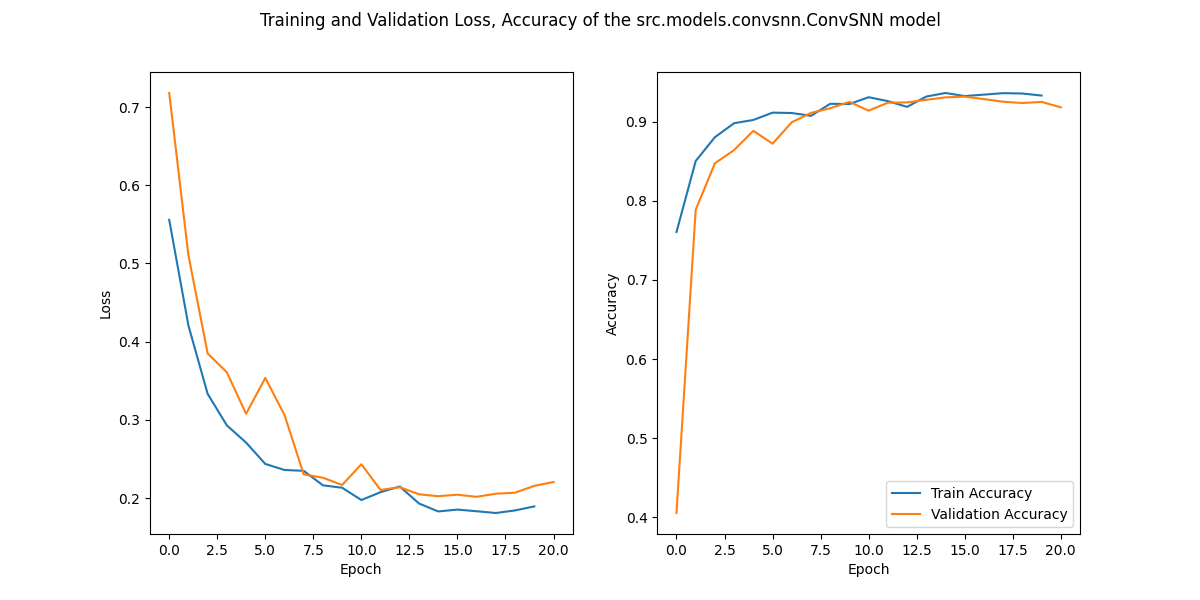 Training and Validation Loss, Accuracy of the src.models.convsnn.ConvSNN model
Loss
0.7
0.6
0.5
0.4
0.3
0.2
0.0 2.5 5.0 7.5 10.0 12.5 15.0 17.5 20.0
Epoch
Accuracy
0.9
0.8
0.7
0.6
0.5
0.4
Train Accuracy
Validation Accuracy
0.0 2.5 5.0 7.5 10.0 12.5 15.0 17.5 20.0
Epoch